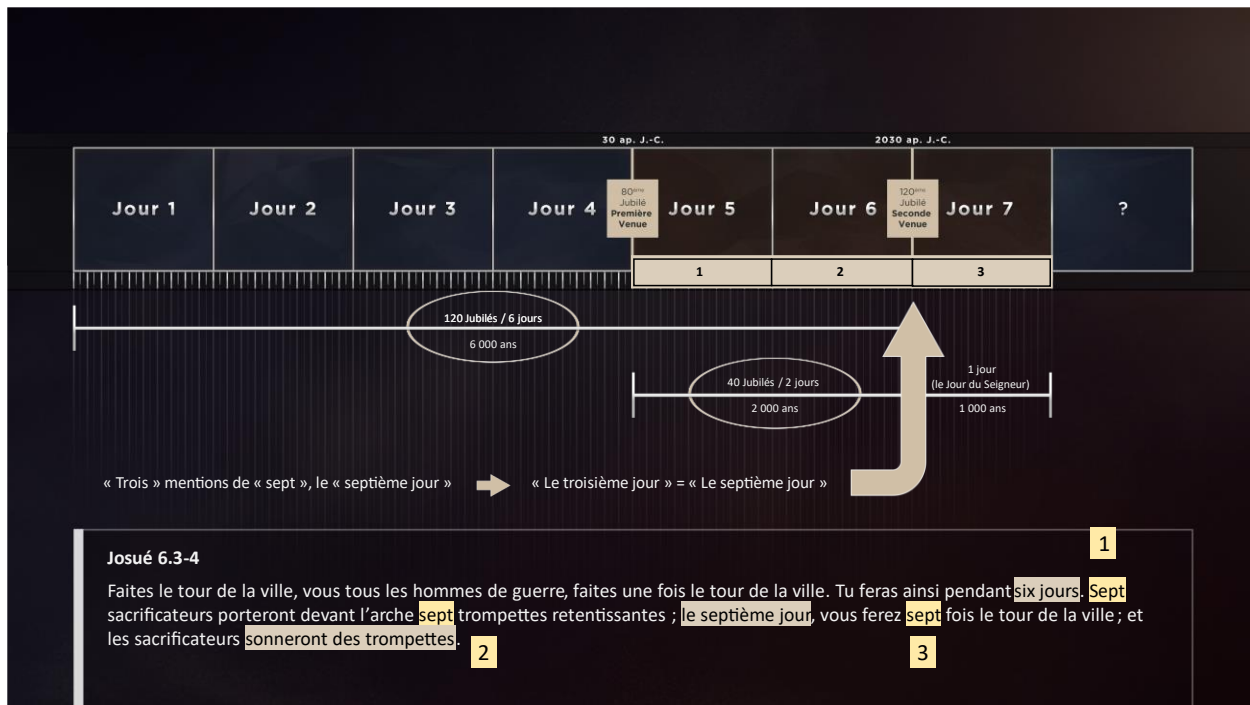 30 ap. J.-C.
2030 ap. J.-C.
Jour 1
Jour 2
Jour 3
Jour 4
80ème
Jubilé
Première
Venue
Jour 5
Jour 6
120ème
Jubilé
Seconde
Venue
Jour 7
?
1
2
3
120 Jubilés / 6 jours
6 000 ans
40 Jubilés / 2 jours
2 000 ans
1 jour
(le Jour du Seigneur)
1 000 ans
« Trois » mentions de « sept », le « septième jour »
« Le troisième jour » = « Le septième jour »
1
Josué 6.3-4
Faites le tour de la ville, vous tous les hommes de guerre, faites une fois le tour de la ville. Tu feras ainsi pendant six jours. Sept
sacrificateurs porteront devant l’arche sept trompettes retentissantes ; le septième jour, vous ferez sept fois le tour de la ville ; et
les sacrificateurs sonneront des trompettes.
2
3